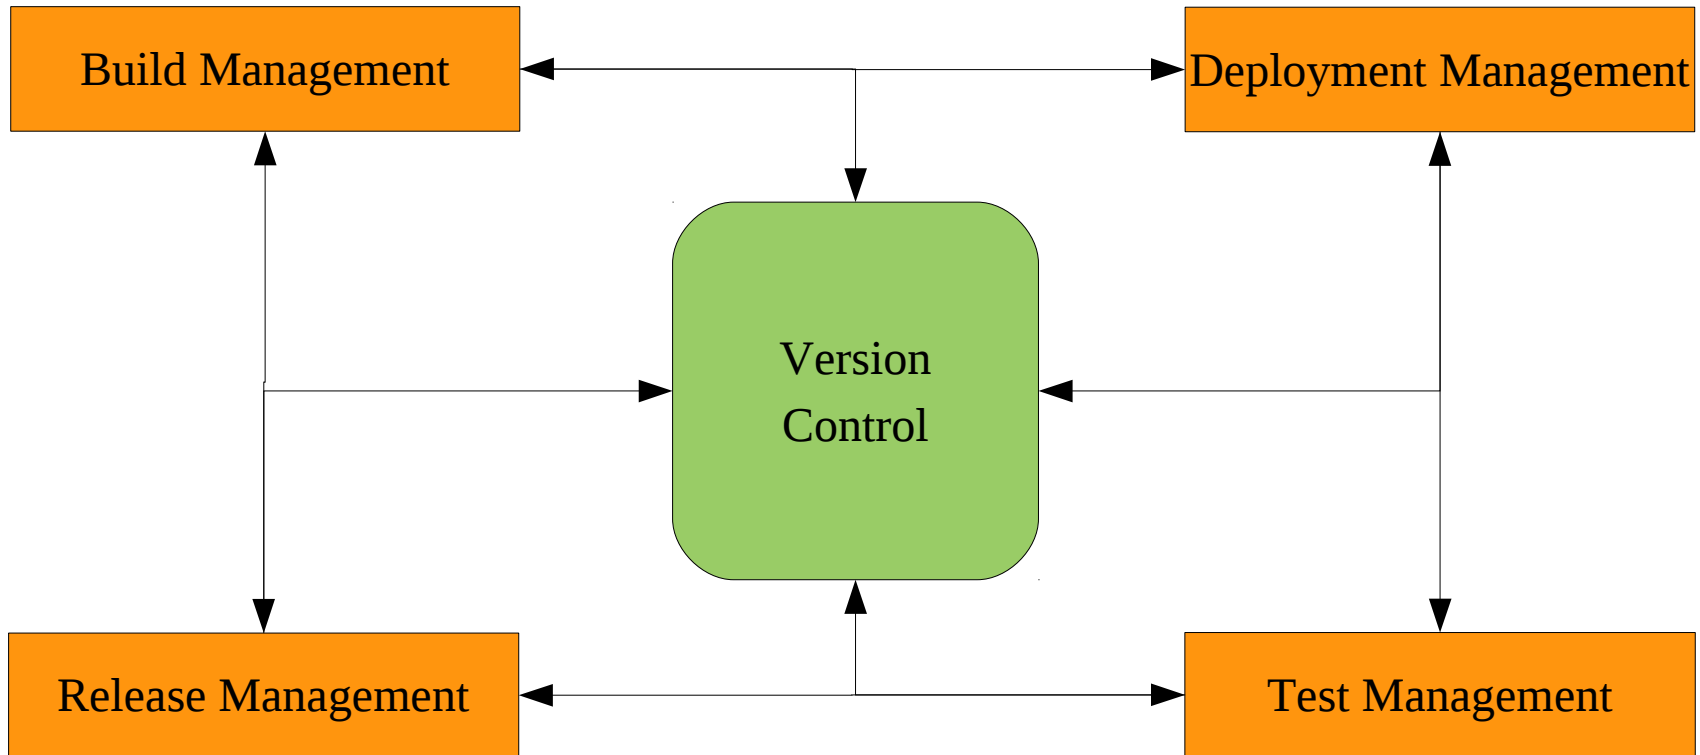 Build Management
Deployment Management
Version
Control
Release Management
Test Management